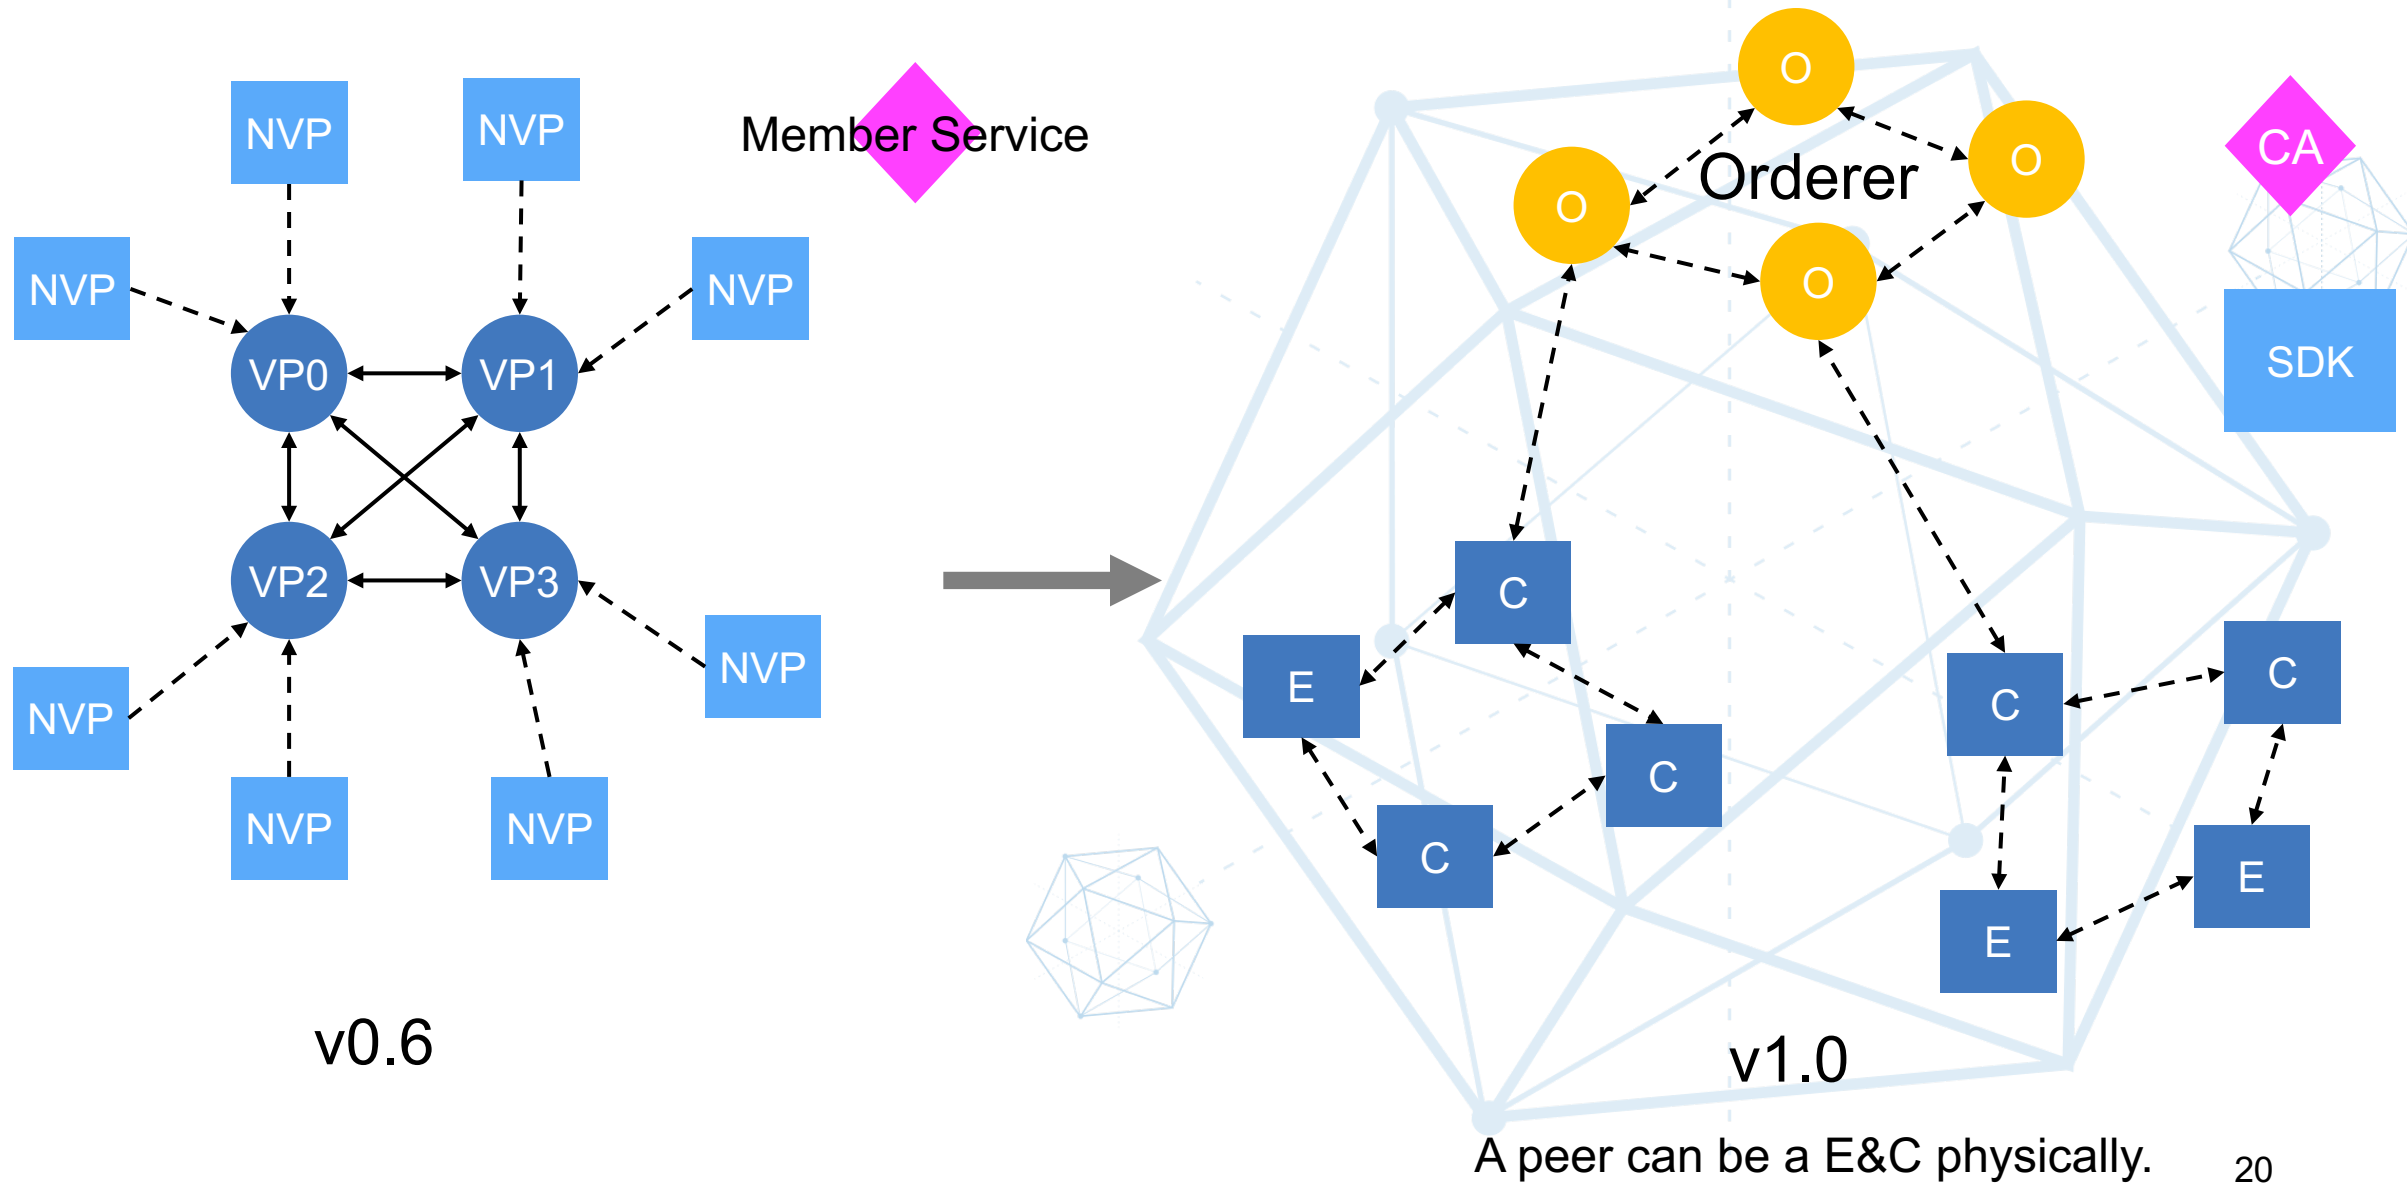 NVP
NVP
Member Service
NVP
NVP
VP0
VP1
VP2
VP3
NVP
NVP
NVP
NVP
v0.6
O
O
Orderer
O
O
CA
SDK
C
E
C
C
C
C
E
E
v1.0
A peer can be a E&C physically.
20